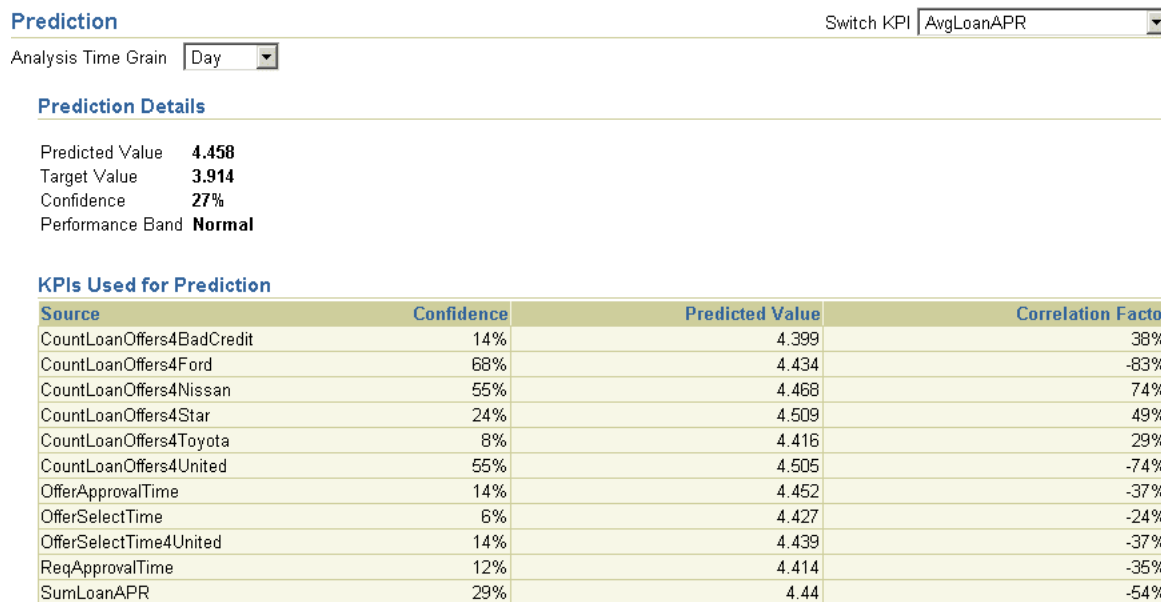 Prediction Switch KPI AvgLoanAPR
Analysis Time Grain Day
Prediction Details
Predicted Value 4.458
Target Value 3.914
Confidence 27%
Performance Band Normal
KPIs Used for Prediction
Source Confidence Predicted Value Correlation Facto
CountLoanOffers4BadCredit 14% 4.399 38%
CountLoanOffers4Ford 68% 4.434 -83%
CountLoanOffers4Nissan 55% 4.468 74%
CountLoanOffers4Star 24% 4.509 49%
CountLoanOffers4Toyota 8% 4.416 29%
CountLoanOffers4United 55% 4.505 -74%
OfferApprovalTime 14% 4.452 -37%
OfferSelectTime 6% 4.427 -24%
OfferSelectTime4United 14% 4.439 -37%
ReqApprovalTime 12% 4.414 -35%
SumLoanAPR 29% 4.44 -54%